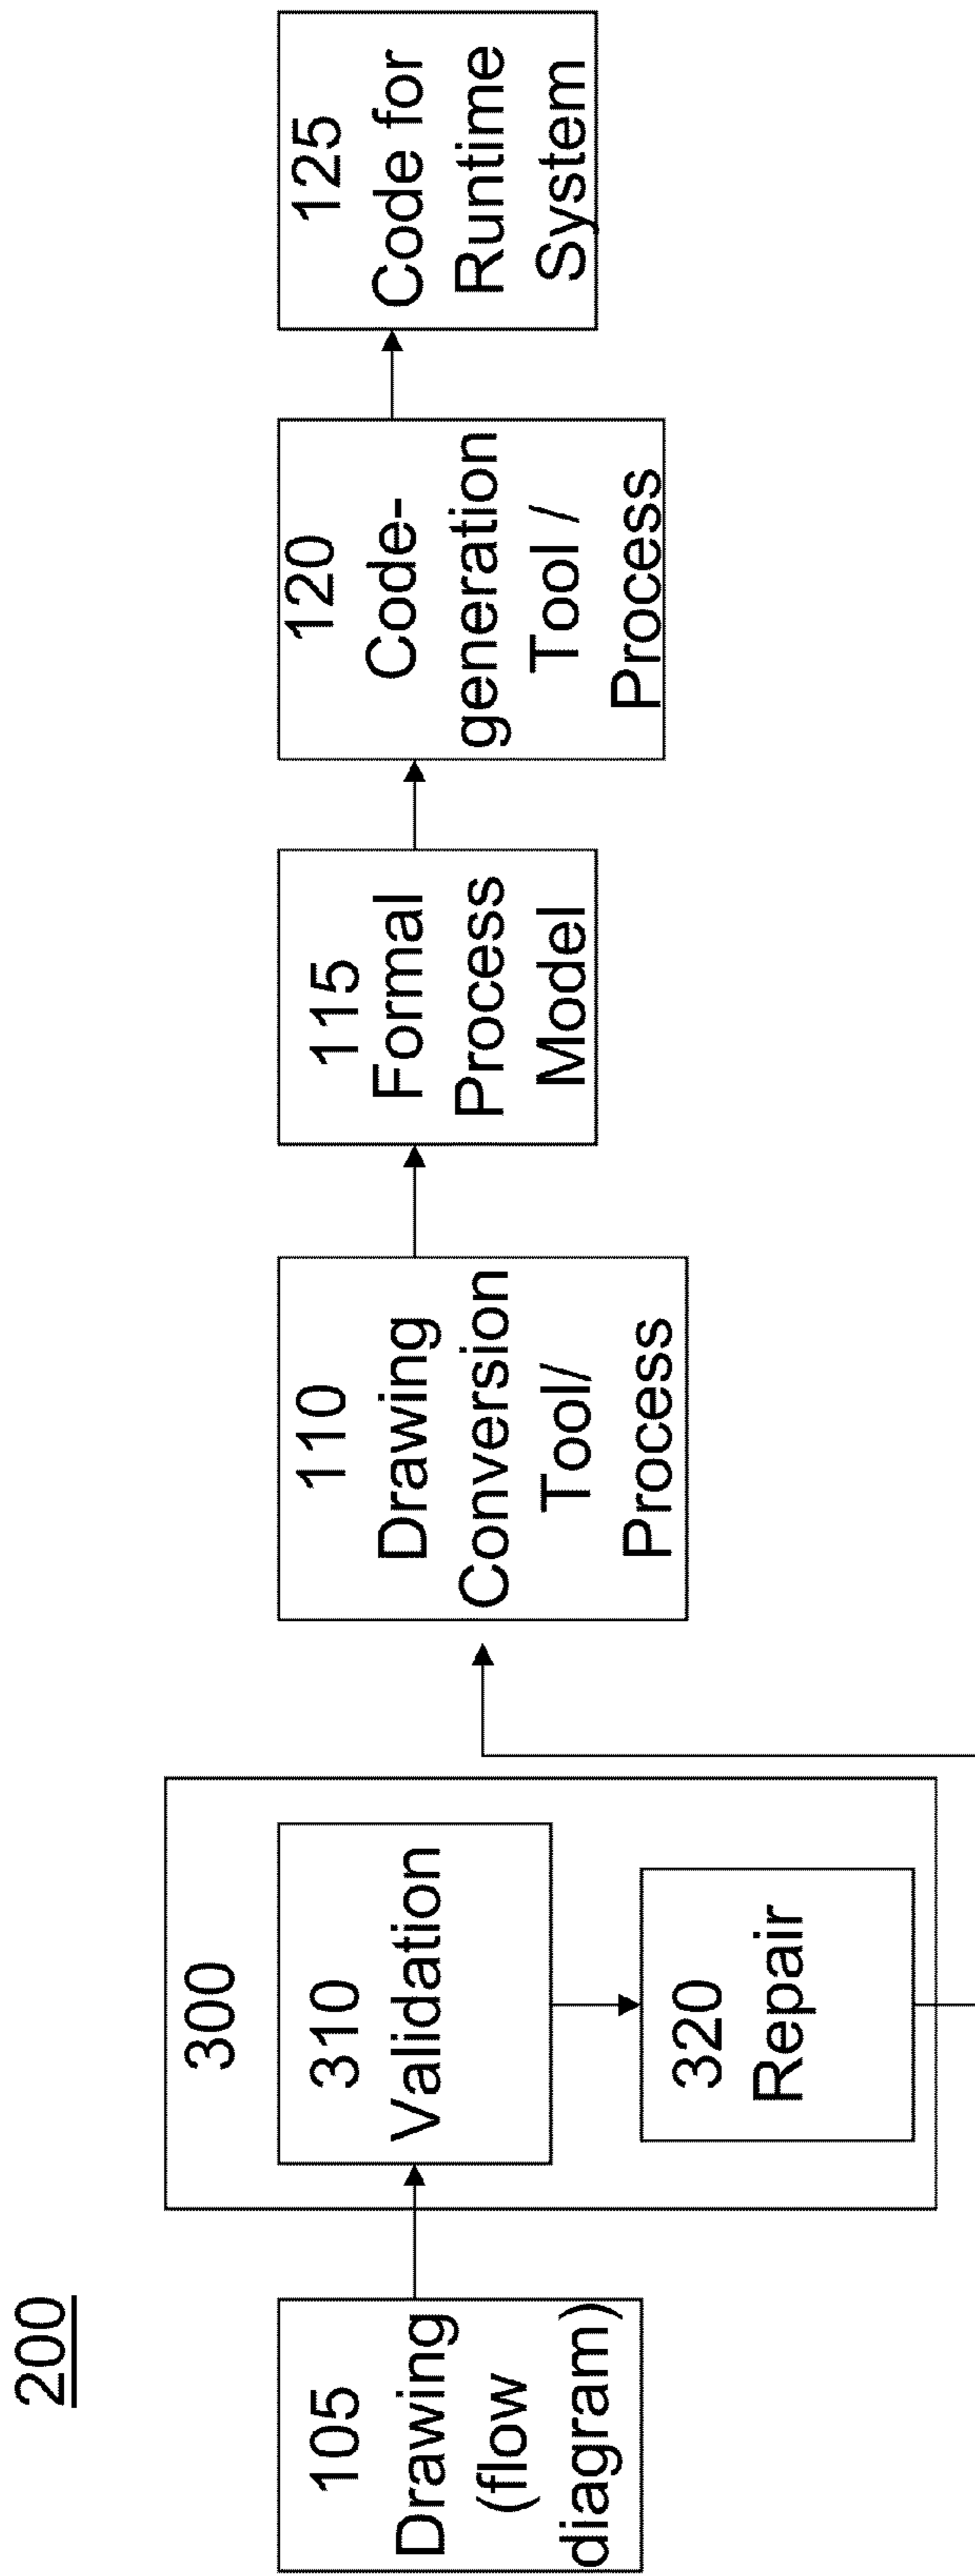 200
105
Drawing
(flow
diagram)
300
310
Validation
320
Repair
110
Drawing
Conversion
Tool/
Process
115
Formal
Process
Model
120
Code-
generation
Tool /
Process
125
Code for
Runtime
System